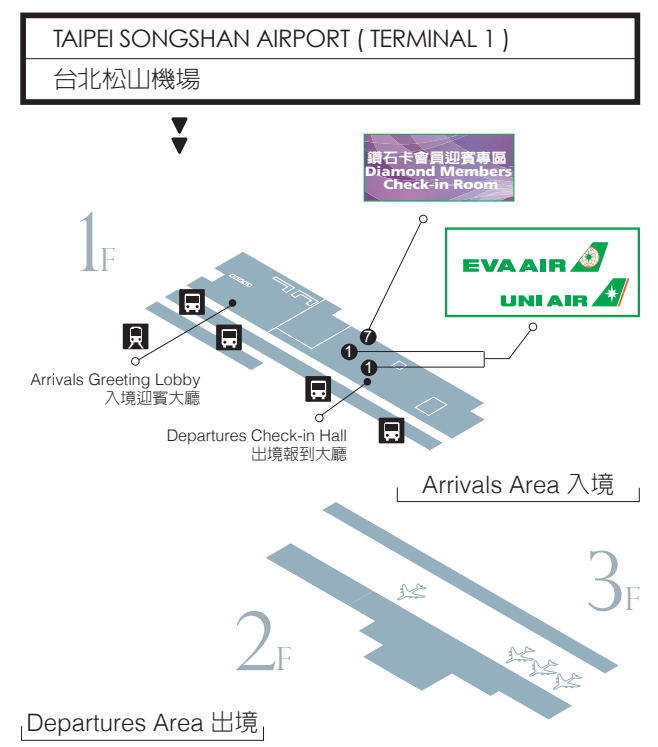 TAIPEI SONGSHAN AIRPORT ( TERMINAL 1 )
台北松山機場
鑽石卡會員迎賓專區
Diamond Members
Check-in Room
1F
EVA AIR
UNI AIR
7
1
1
Arrivals Greeting Lobby
入境迎賓大廳
Departures Check-in Hall
出境報到大廳
Arrivals Area 入境
3F
2F
Departures Area 出境